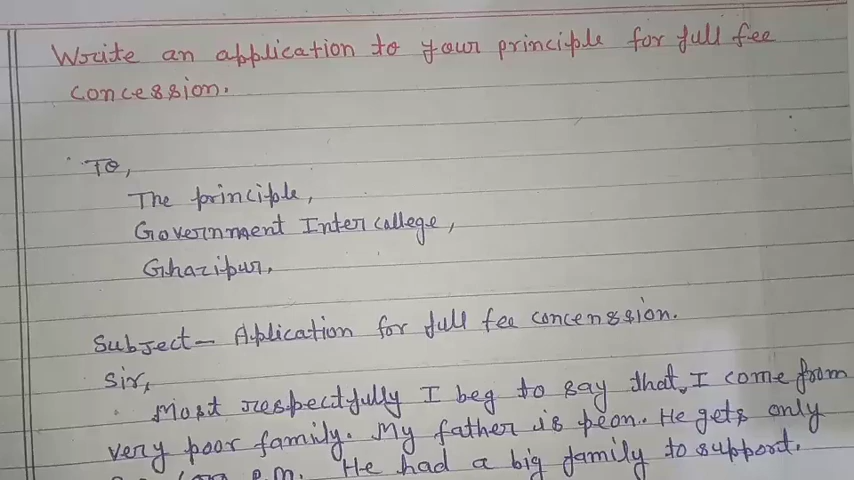 Write an application to your principle for full fee
concession.
To,
The principle,
Government Inter college,
Ghazipur,
Subject- Application for full fee concenssion.
Sir,
Most respectfully I beg to say that, I come from
very poor family. My father is peon. He gets only
p.m. He had a big family to support.